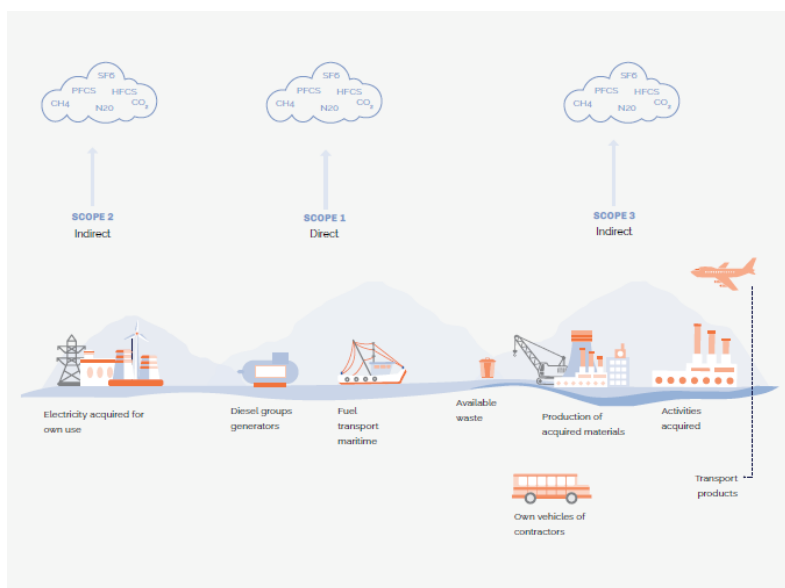 SF6
PFCS HFCS
CH4 N20 CO₂
SF6
PFCS HFCS
CH4 N20 CO₂
SF6
PFCS HFCS
CH4 N20 CO₂
SCOPE 2
Indirect
SCOPE 1
Direct
SCOPE 3
Indirect
Electricity acquired for
own use
Diesel groups
generators
Fuel
transport
maritime
Available
waste
Production of
acquired materials
Activities
acquired
Transport
products
Own vehicles of
contractors